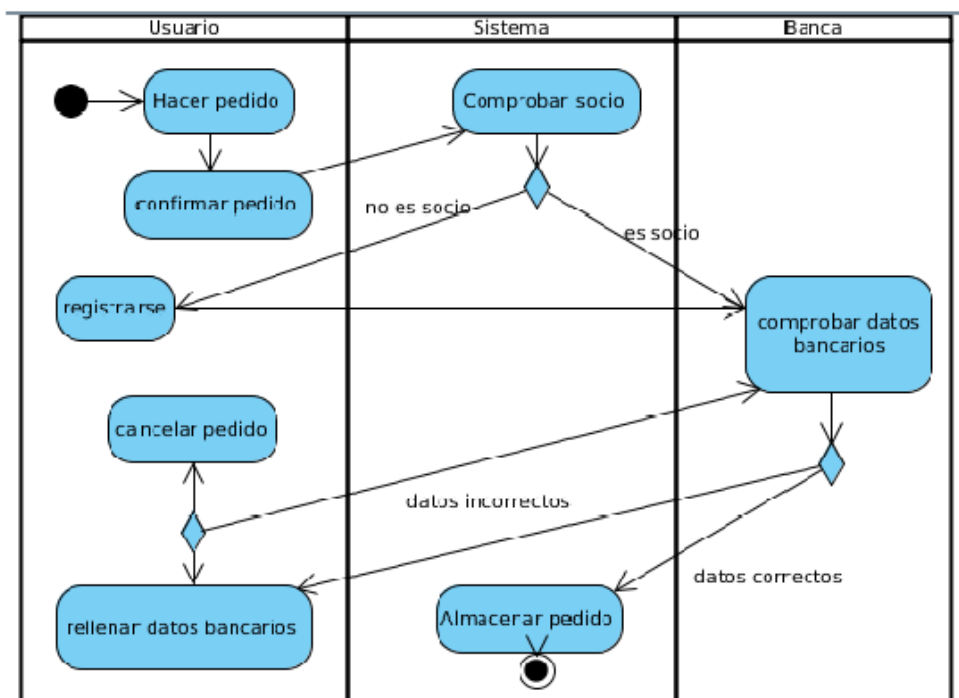 Usuario
Sistema
Banca
Hacer pedido
Comprobar socio
confirmar pedido
no es socio
es socio
registrarse
comprobar datos
bancarios
cancelar pedido
datos incorrectos
datos correctos
rellenar datos bancarios
Almacenar pedido